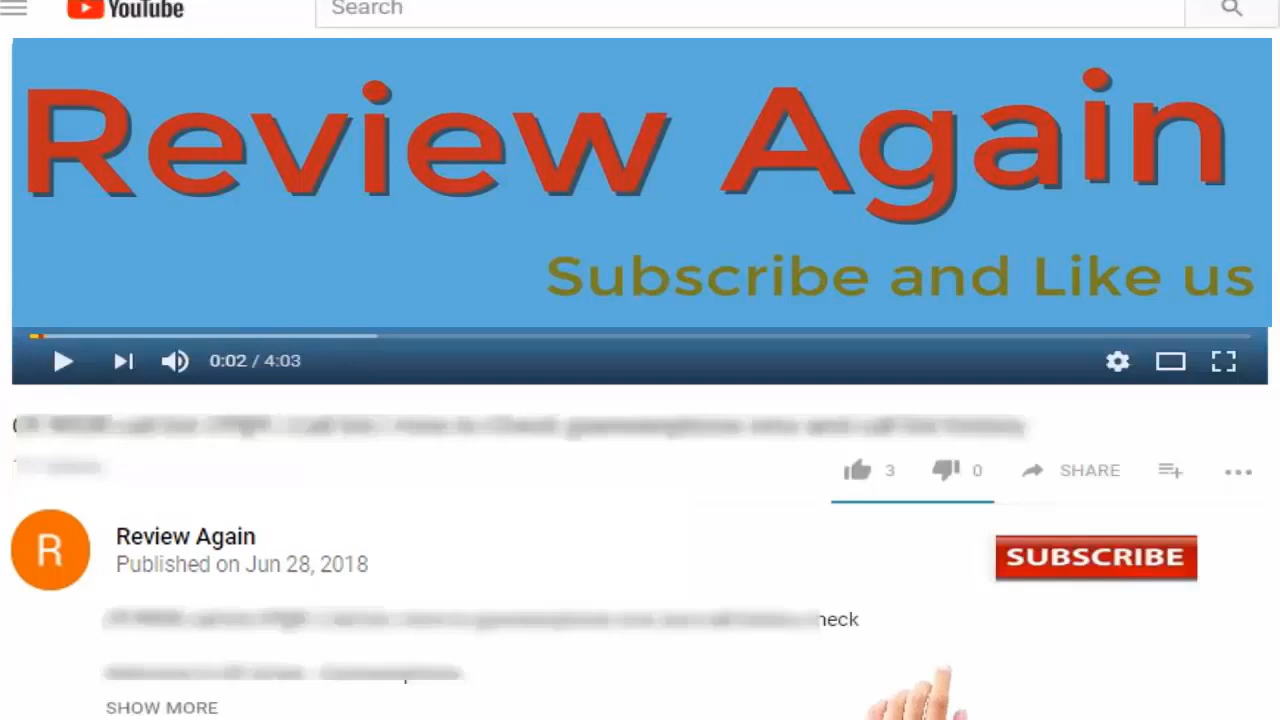 YouTube
Search
Review Again
Subscribe and Like us
0:02 / 4:03
3 0 SHARE
R
Review Again
Published on Jun 28, 2018
SUBSCRIBE
SHOW MORE